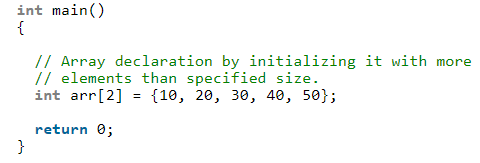 int main()
{
// Array declaration by initializing it with more
// elements than specified size.
int arr[2] = {10, 20, 30, 40, 50};
return 0;
}